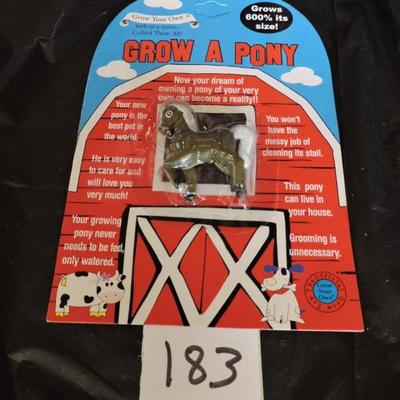 Grow Your Own
Collect Them All!
Grows
600% its
size!
GROW A PONY
Now your dream of
owning a pony of your very
own can become a reality!!
Your new
pony is the
best pet in
the world.
You won't
have the
messy job of
cleaning its stall.
He is very easy
to care for and
will love you
very much!
This pony
can live in
your house.
Your growing
pony never
needs to be fed,
only watered.
Grooming is
unnecessary.
Grow
Your
Own
183